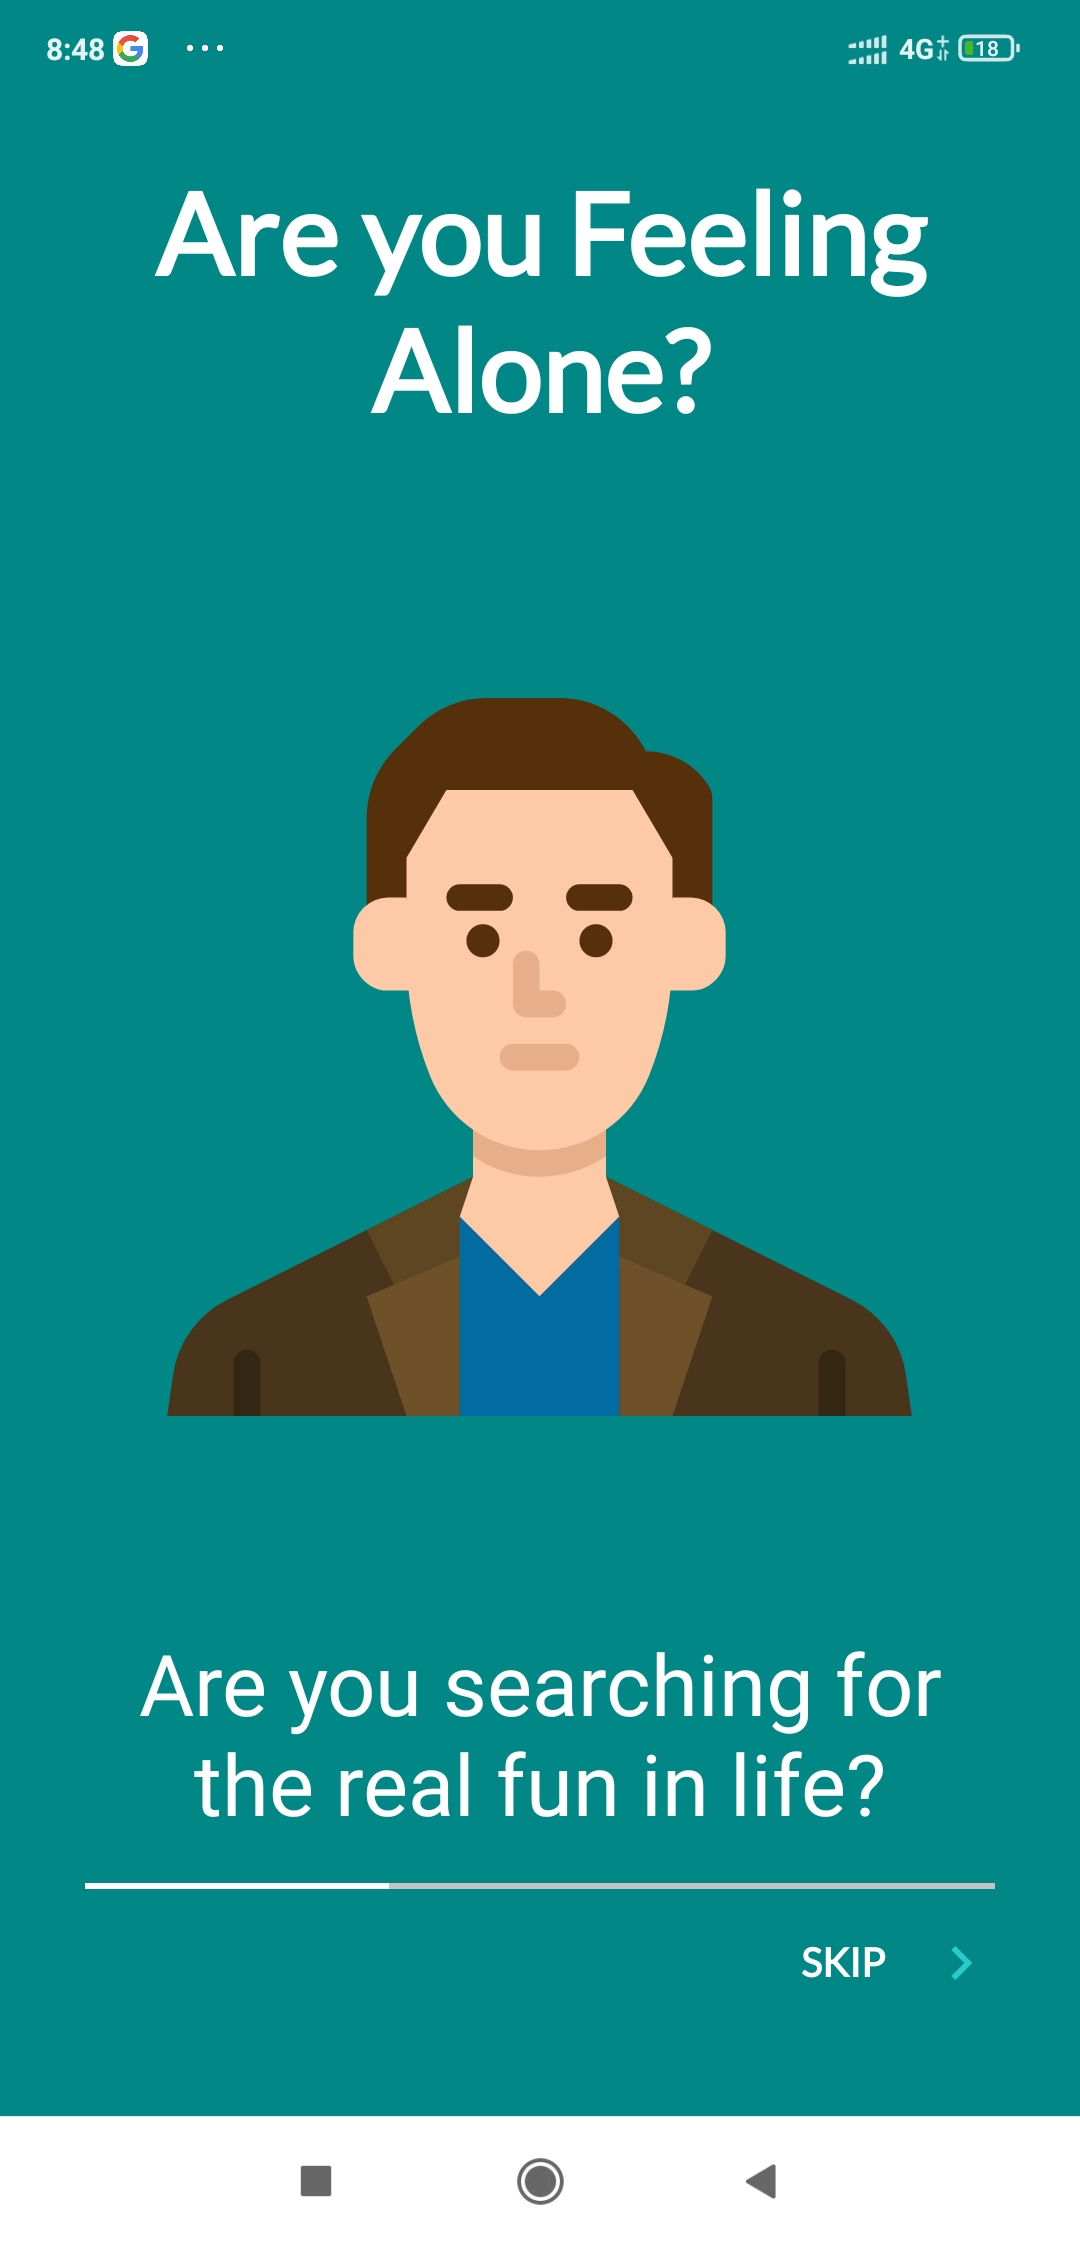 8:48 G ... 4G+ 18
Are you Feeling
Alone?
Are you searching for
the real fun in life?
SKIP